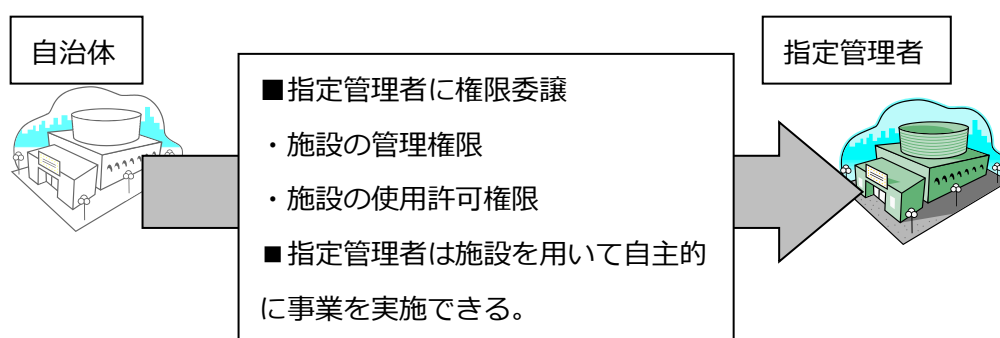 自治体
指定管理者
■指定管理者に権限委譲
・施設の管理権限
・施設の使用許可権限
■指定管理者は施設を用いて自主的
に事業を実施できる。